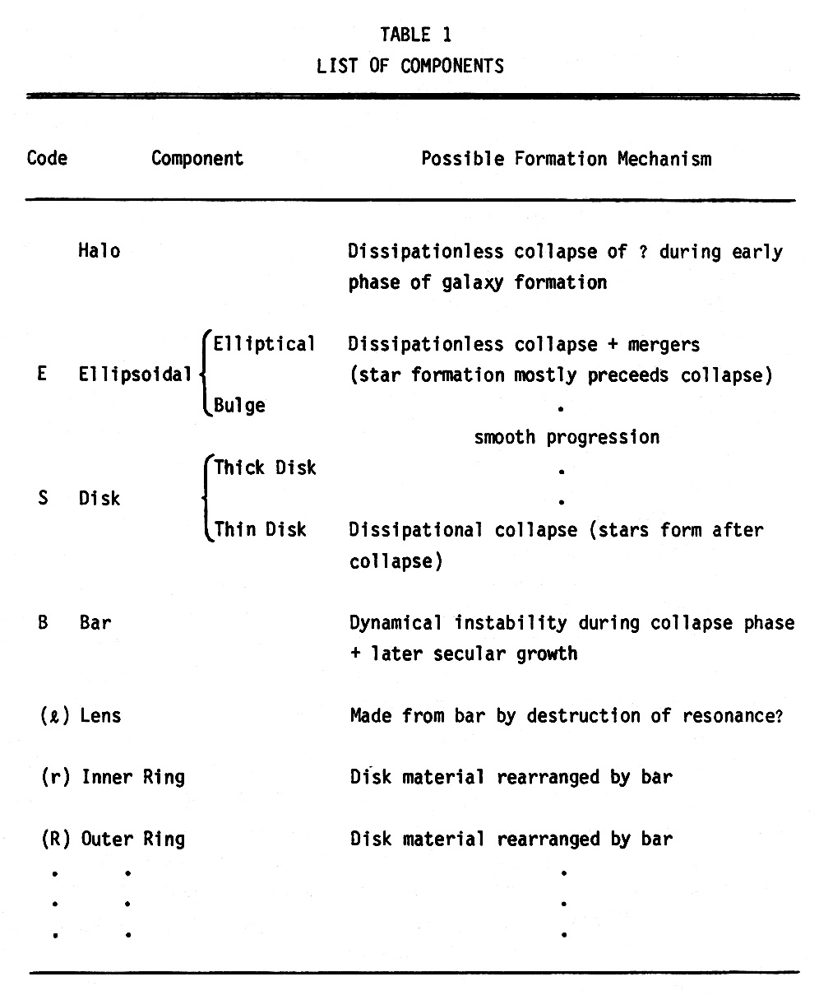 TABLE 1
LIST OF COMPONENTS
Code Component Possible Formation Mechanism
Halo Dissipationless collapse of ? during early
phase of galaxy formation
Elliptical Dissipationless collapse + mergers
E Ellipsoidal (star formation mostly preceeds collapse)
Bulge .
smooth progression
Thick Disk .
S Disk .
Thin Disk Dissipational collapse (stars form after
collapse)
B Bar Dynamical instability during collapse phase
+ later secular growth
(ℓ) Lens Made from bar by destruction of resonance?
(r) Inner Ring Disk material rearranged by bar
(R) Outer Ring Disk material rearranged by bar
. . .
. . .
. . .